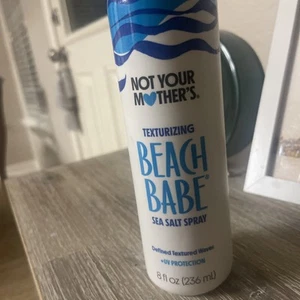 NOT YOUR
MOTHER'S®
TEXTURIZING
BEACH
BABE®
SEA SALT SPRAY
Defined Textured Waves
+UV PROTECTION
8 fl oz (236 mL)